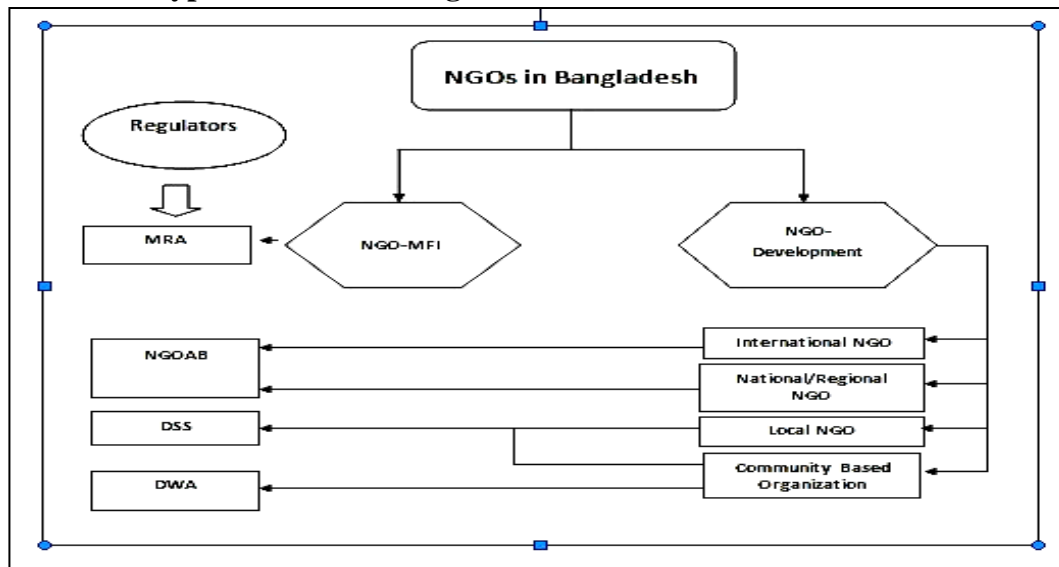 NGOs in Bangladesh
Regulators
MRA
NGO-MFI
NGO-
Development
NGOAB
International NGO
National/Regional
NGO
DSS
Local NGO
DWA
Community Based
Organization